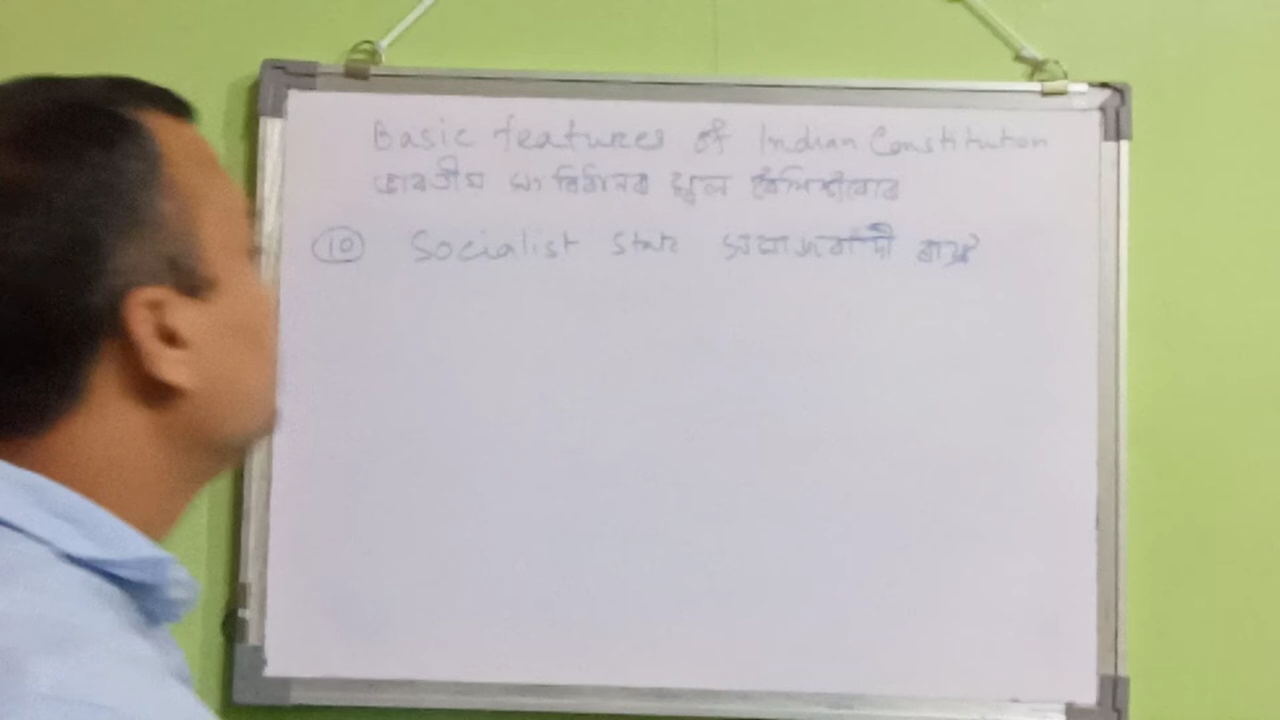 Basic features of Indian Constitution
ভাৰতীয় সংবিধানৰ মূল বৈশিষ্ট্যবোৰ
(10) Socialist State সমাজবাদী ৰাষ্ট্ৰ